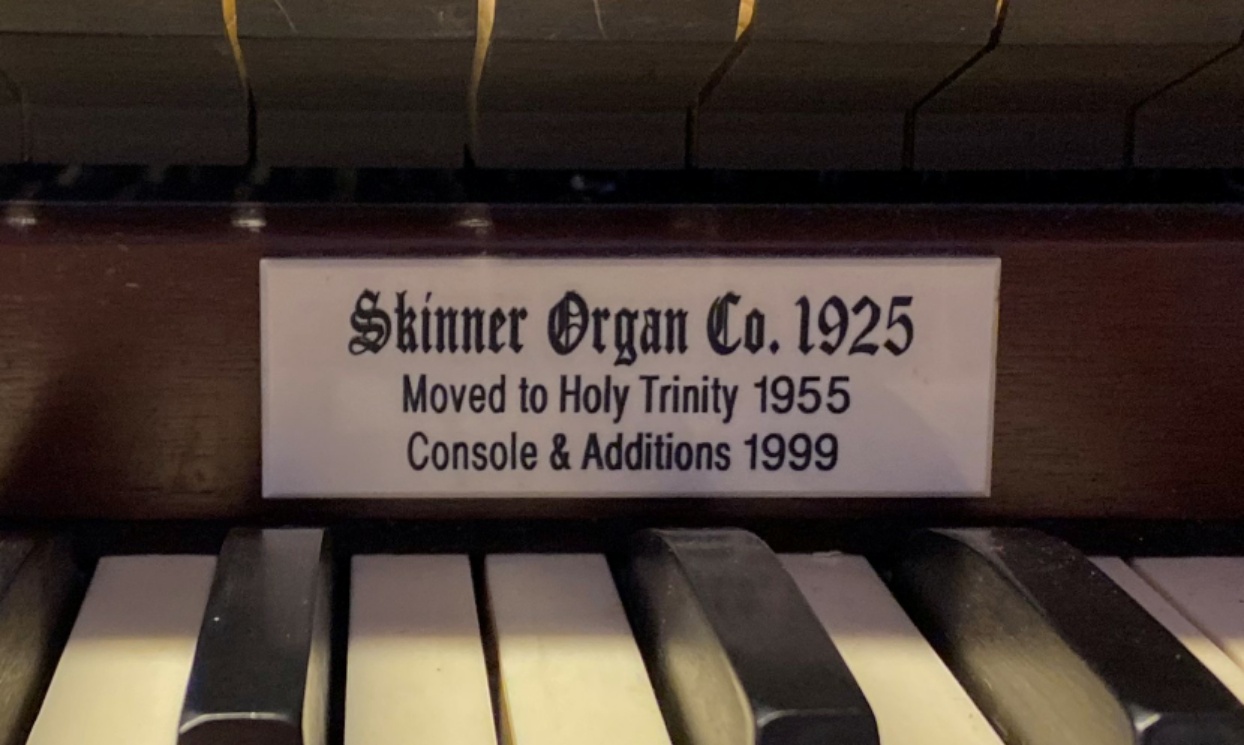 Skinner Organ Co. 1925
Moved to Holy Trinity 1955
Console & Additions 1999